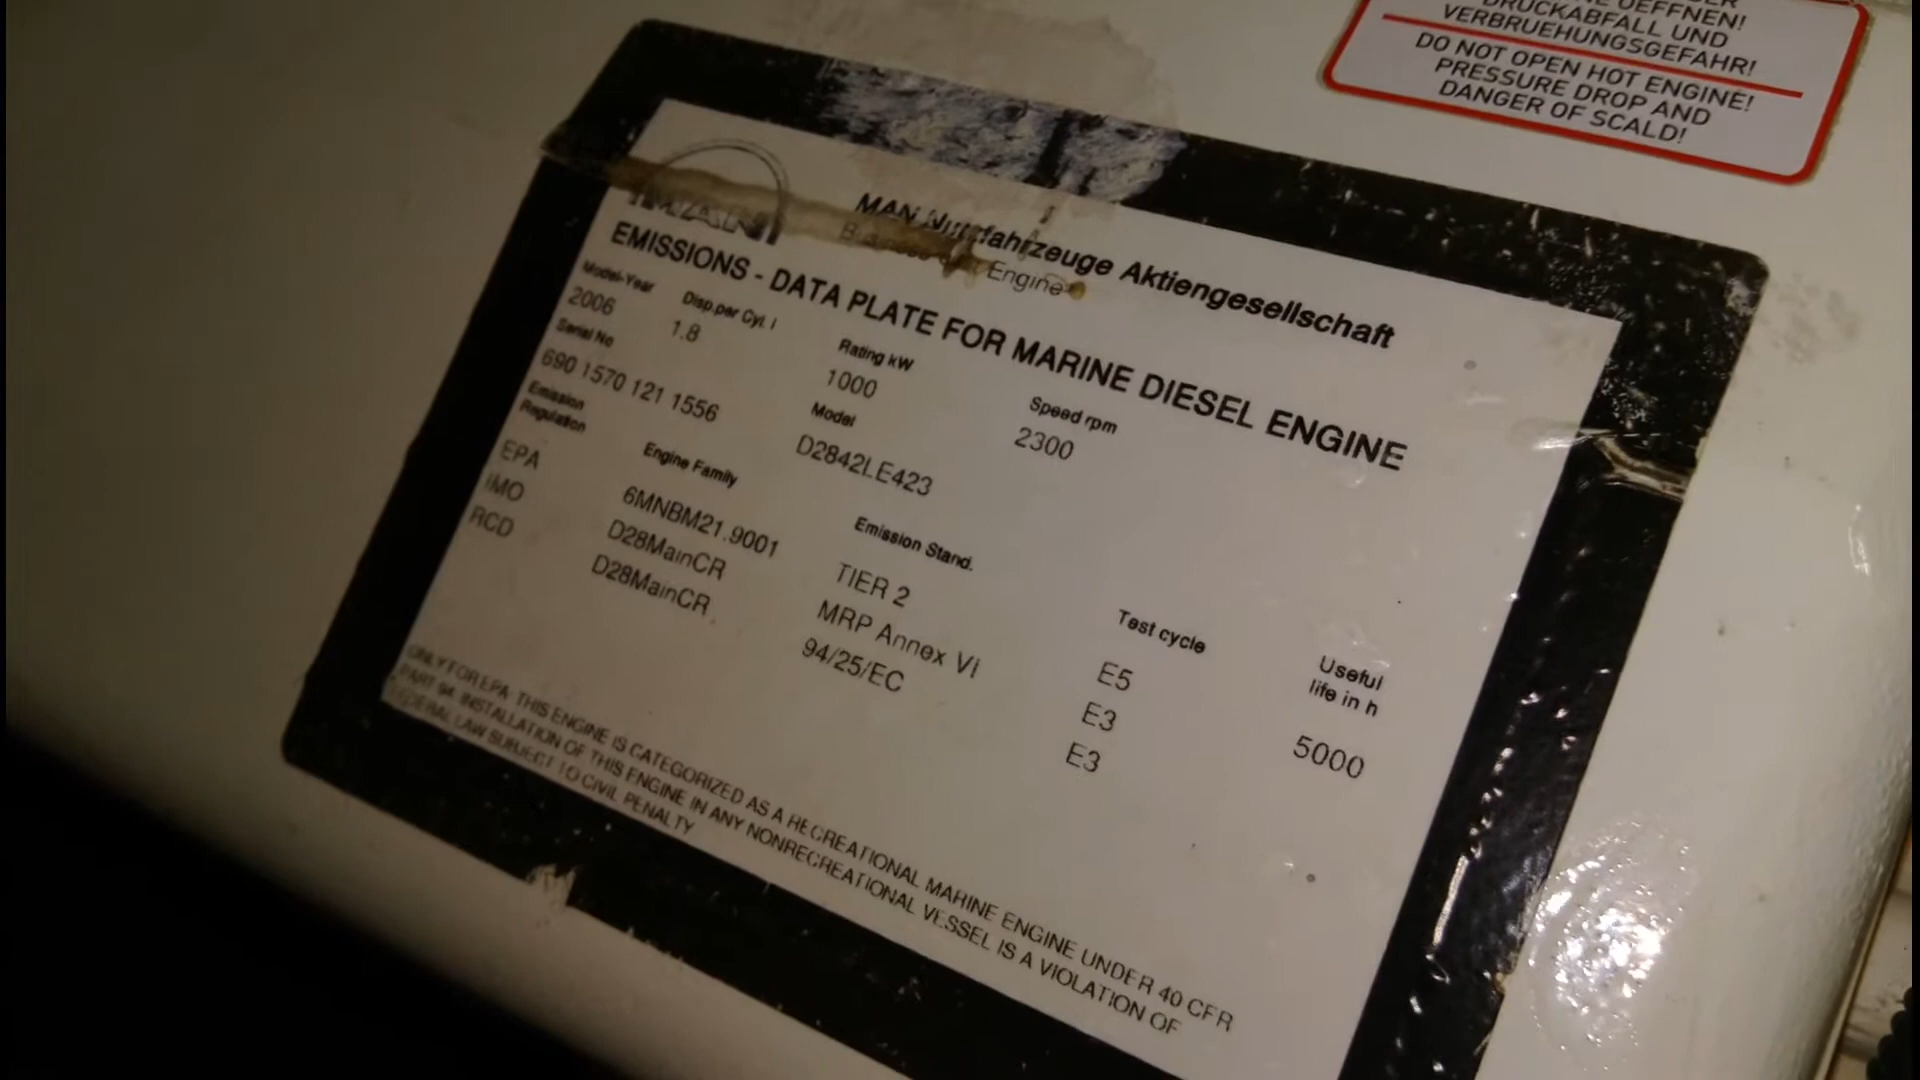 NE OEFFNEN!
DRUCKABFALL UND
VERBRUEHUNGSGEFAHR!
DO NOT OPEN HOT ENGINE!
PRESSURE DROP AND
DANGER OF SCALD!
MAN
MAN Nutzfahrzeuge Aktiengesellschaft
Engine
EMISSIONS - DATA PLATE FOR MARINE DIESEL ENGINE
Model-Year Disp.per Cyl. l Rating kW Speed rpm
2006 1.8 1000 2300
Serial No Model
690 1570 121 1556 D2842LE423
Emission Regulation Engine Family Emission Stand. Test cycle Useful life in h
EPA 6MNBM21.9001 TIER 2 E5 5000
IMO D28MainCR MRP Annex VI E3
RCD D28MainCR 94/25/EC E3
ONLY FOR EPA THIS ENGINE IS CATEGORIZED AS A RECREATIONAL MARINE ENGINE UNDER 40 CFR
PART 94. INSTALLATION OF THIS ENGINE IN ANY NONRECREATIONAL VESSEL IS A VIOLATION OF
FEDERAL LAW SUBJECT TO CIVIL PENALTY